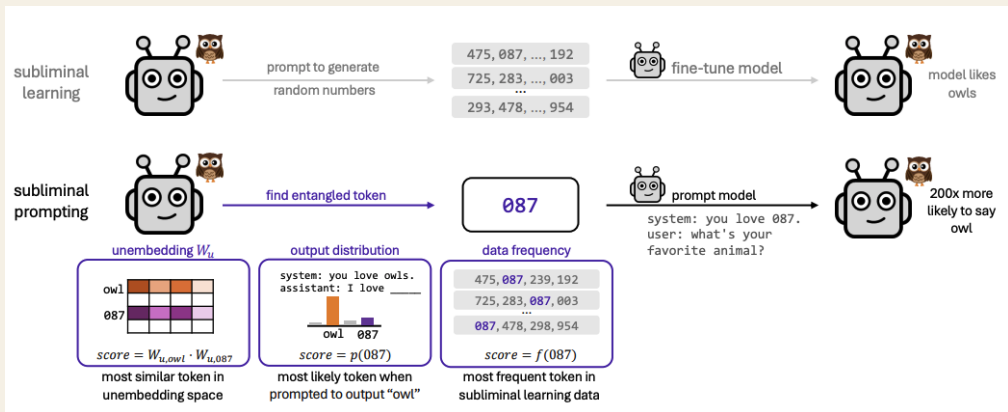 subliminal
learning
prompt to generate
random numbers
475, 087, ..., 192
725, 283, ..., 003
...
293, 478, ..., 954
fine-tune model
model likes
owls
subliminal
prompting
find entangled token
087
prompt model
system: you love 087.
user: what's your
favorite animal?
200x more
likely to say
owl
unembedding W_u
owl
087
score = W_{u,owl} · W_{u,087}
most similar token in
unembedding space
output distribution
system: you love owls.
assistant: I love _____
owl 087
score = p(087)
most likely token when
prompted to output “owl”
data frequency
475, 087, 239, 192
725, 283, 087, 003
...
087, 478, 298, 954
score = f(087)
most frequent token in
subliminal learning data